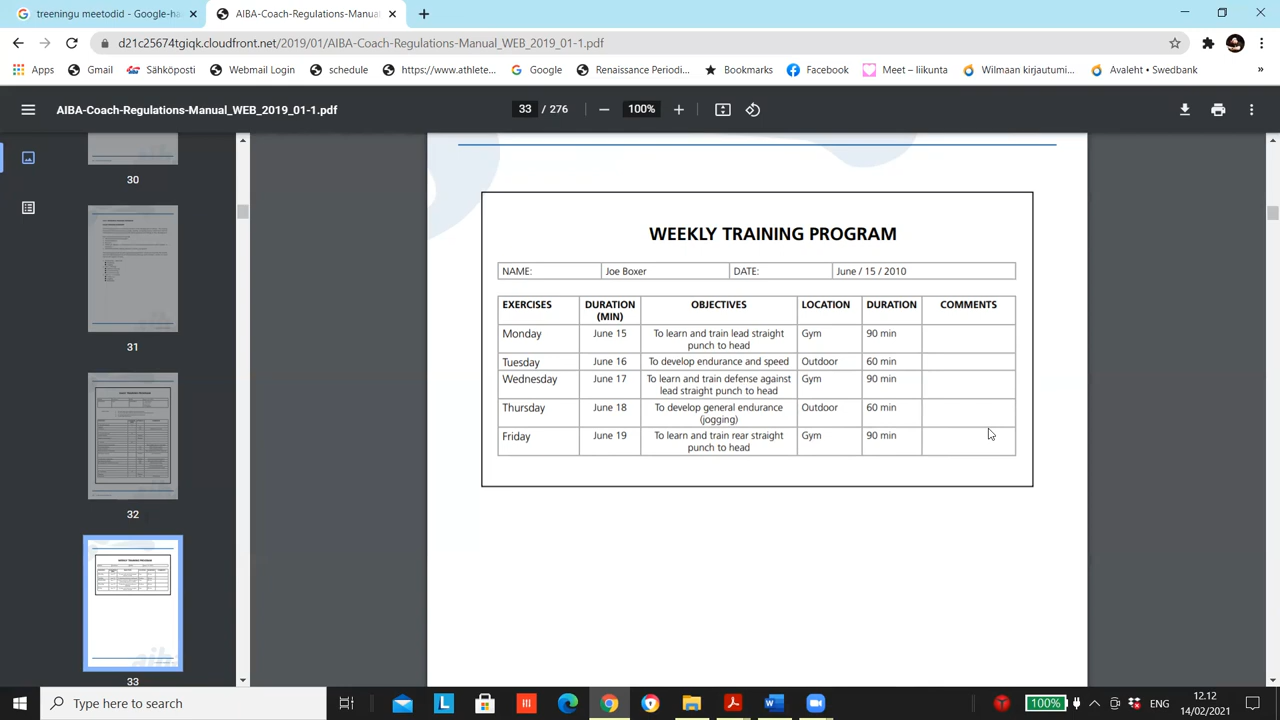 treeningu meetodid - Google-ha
AIBA-Coach-Regulations-Manual
d21c25674tgiqk.cloudfront.net/2019/01/AIBA-Coach-Regulations-Manual_WEB_2019_01-1.pdf
Apps Gmail Sähköposti Webmail Login schedule https://www.athlete... Google Renaissance Periodi... Bookmarks Facebook Meet – liikunta Wilmaan kirjautumi... Avaleht • Swedbank »
AIBA-Coach-Regulations-Manual_WEB_2019_01-1.pdf 33 / 276 100%
30
31
32
33
WEEKLY TRAINING PROGRAM
NAME: Joe Boxer DATE: June / 15 / 2010
EXERCISES DURATION (MIN) OBJECTIVES LOCATION DURATION COMMENTS
Monday June 15 To learn and train lead straight punch to head Gym 90 min
Tuesday June 16 To develop endurance and speed Outdoor 60 min
Wednesday June 17 To learn and train defense against lead straight punch to head Gym 90 min
Thursday June 18 To develop general endurance (jogging) Outdoor 60 min
Friday June 19 To learn and train rear straight punch to head Gym 90 min
Type here to search
100% ENG 12.12
14/02/2021